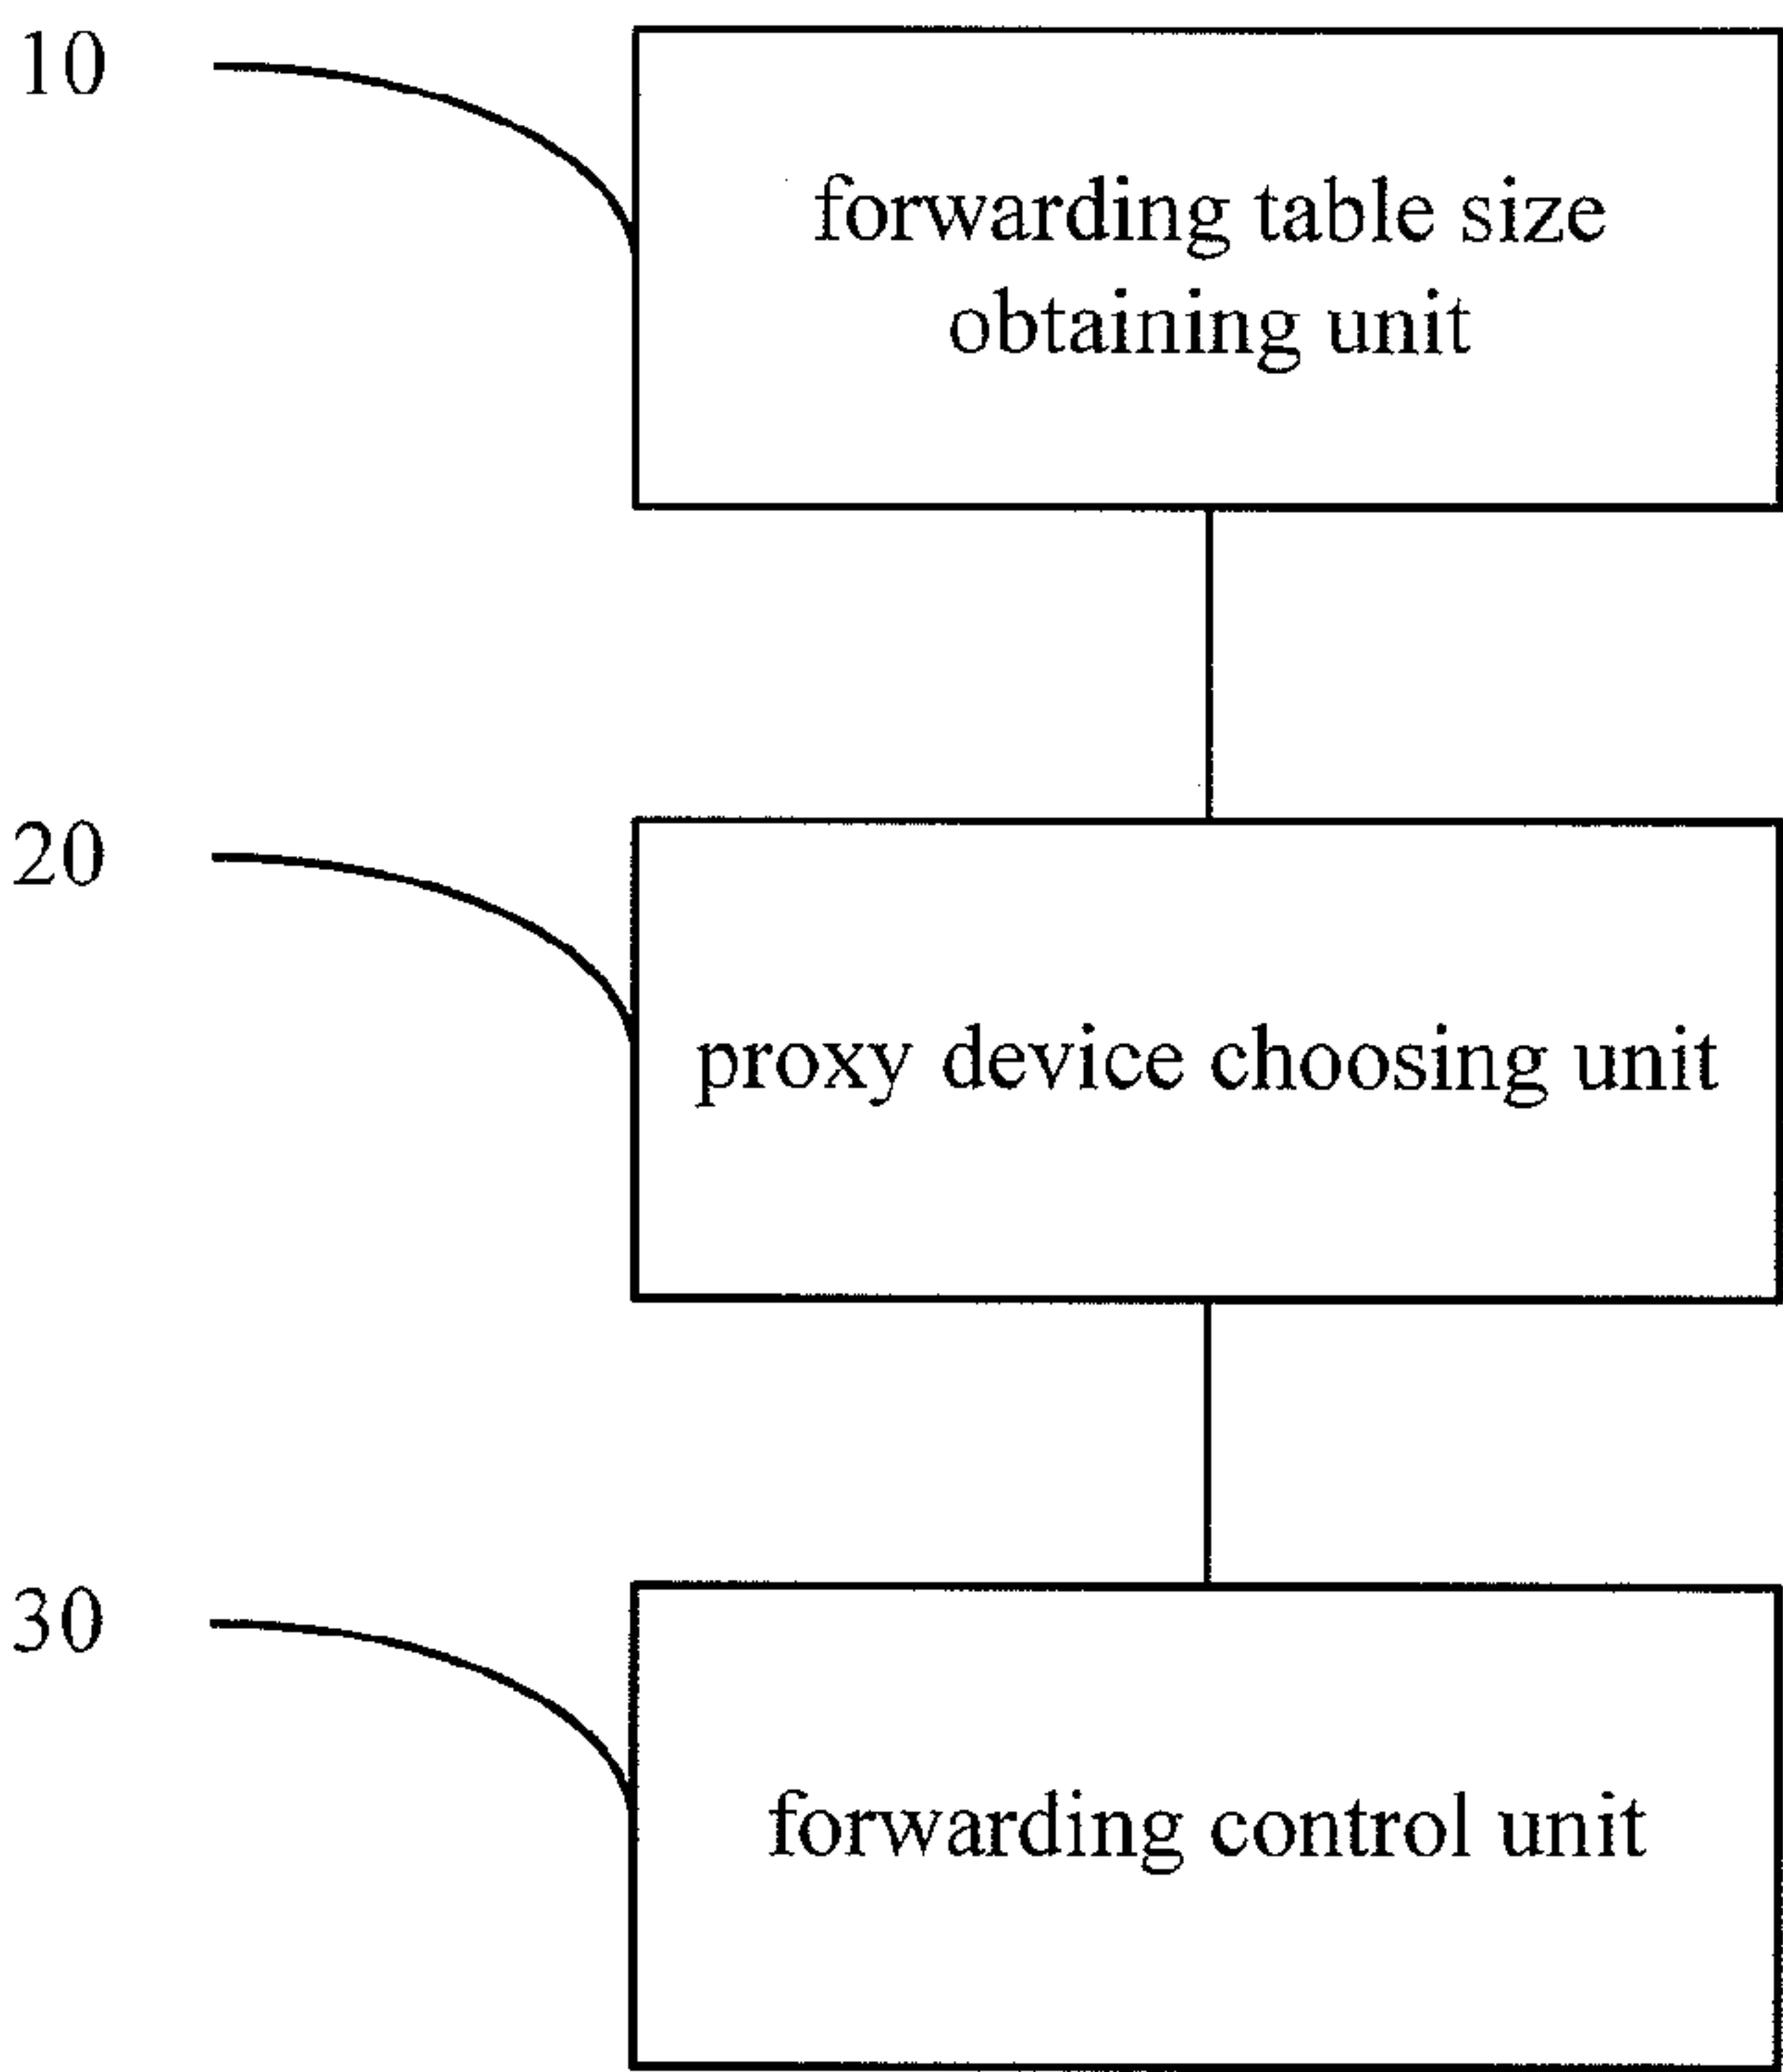 10
forwarding table size
obtaining unit
20
proxy device choosing unit
30
forwarding control unit